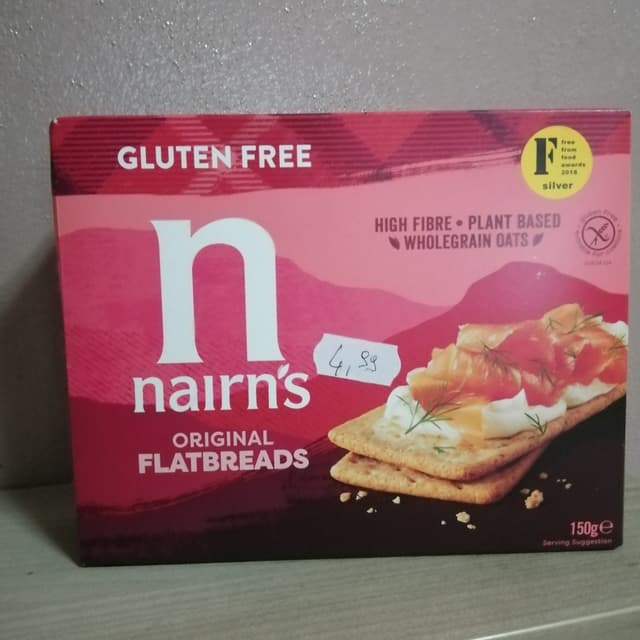 GLUTEN FREE
F
free
from
food
awards
2018
silver
HIGH FIBRE • PLANT BASED
WHOLEGRAIN OATS
n
nairn's
4,99
ORIGINAL
FLATBREADS
150g℮
Serving Suggestion